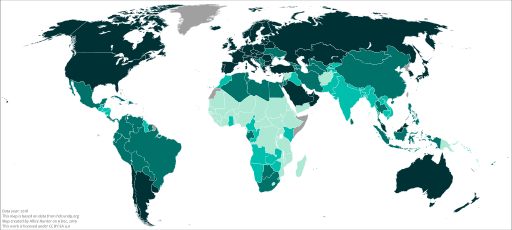 Data year: 2018
This map is based on data from hdr.undp.org
Map created by Allice Hunter on 9 Dec, 2019
This work is licensed under CC BY-SA 4.0